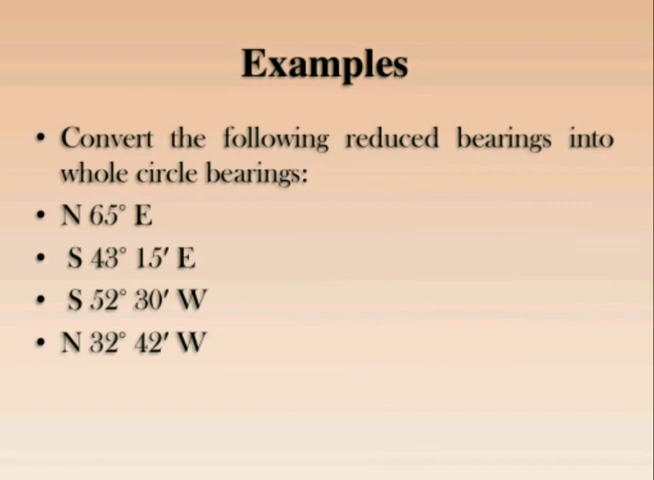 Examples
• Convert the following reduced bearings into
whole circle bearings:
• N 65° E
• S 43° 15′ E
• S 52° 30′ W
• N 32° 42′ W